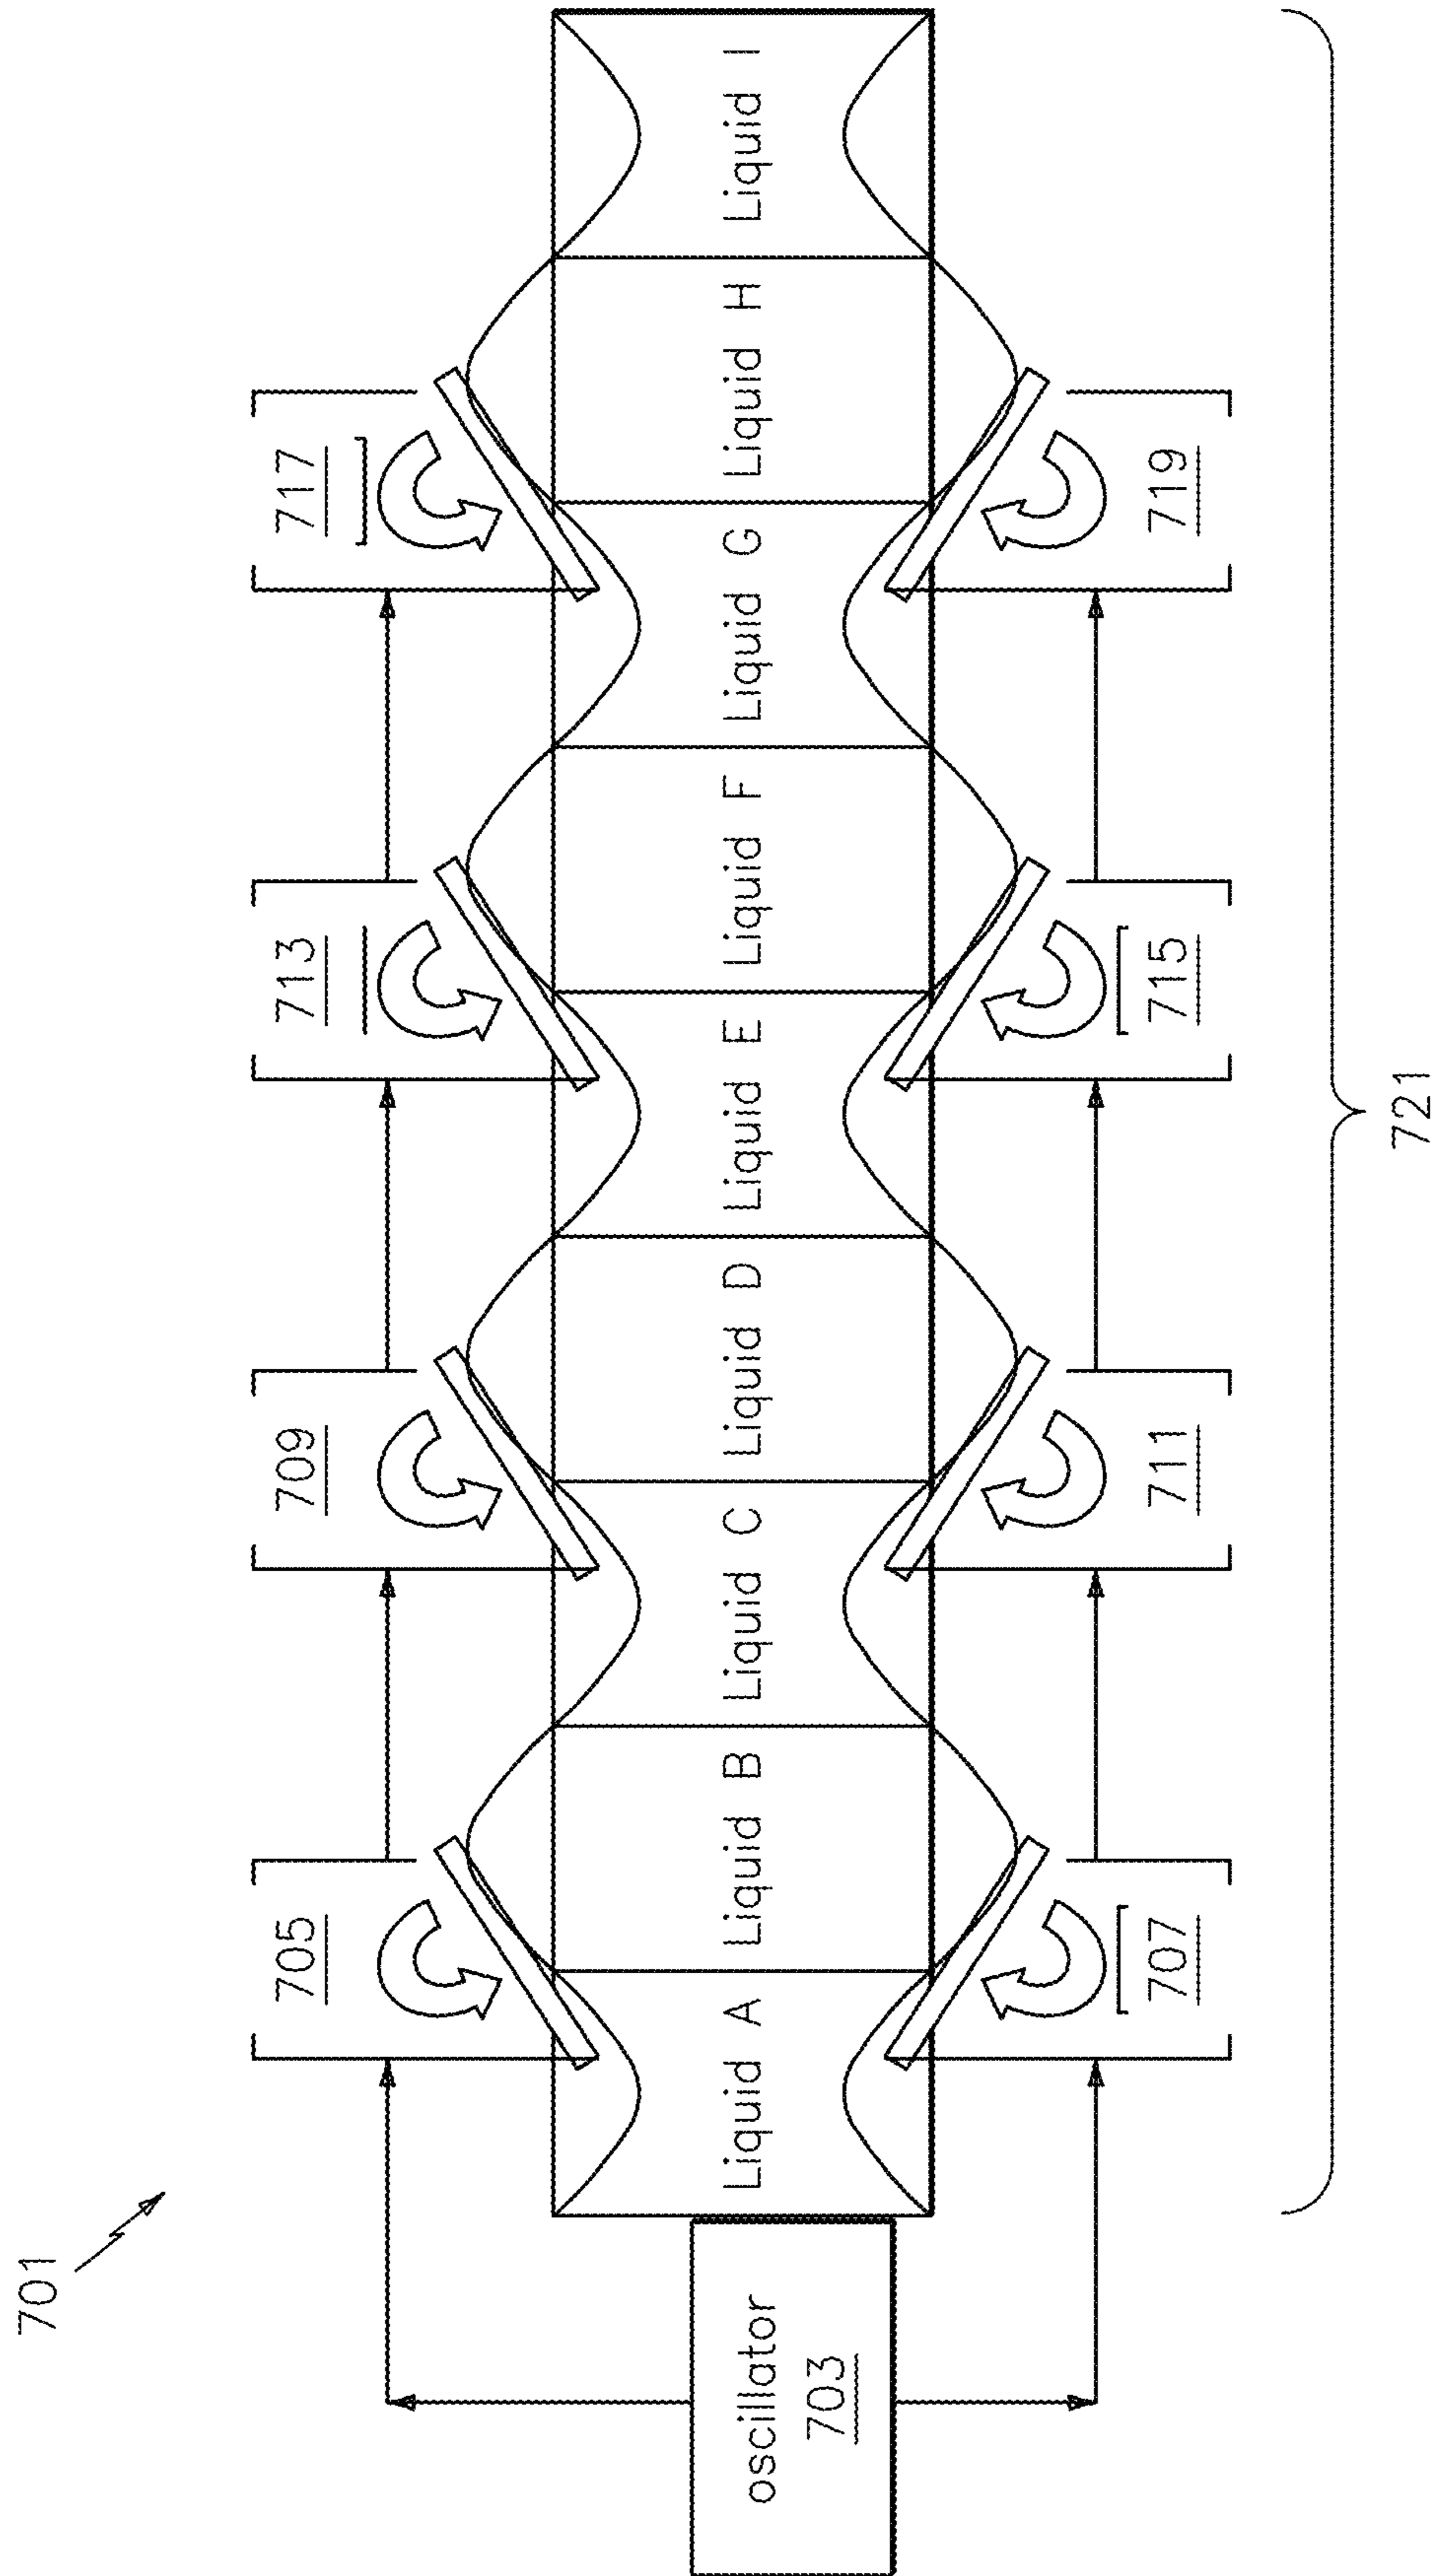 701
705
709
713
717
oscillator
703
Liquid A
Liquid B
Liquid C
Liquid D
Liquid E
Liquid F
Liquid G
Liquid H
Liquid I
707
711
715
719
721